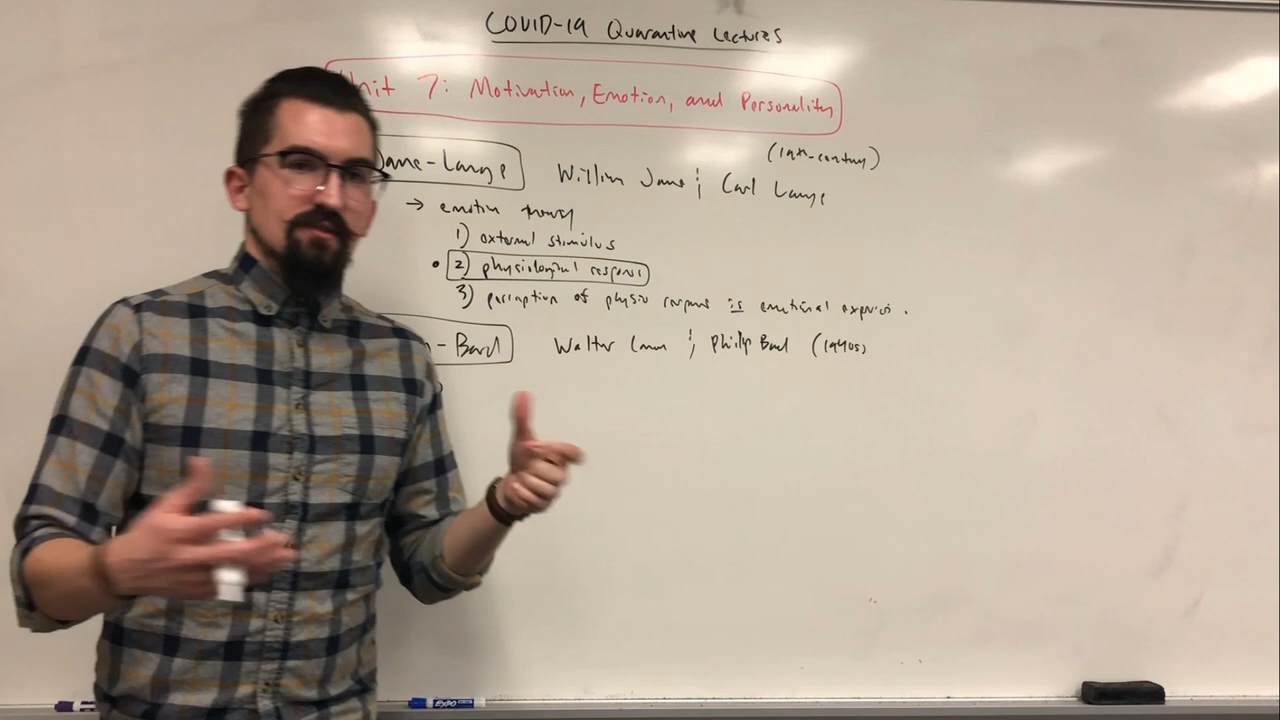 COVID-19 Quarantine Lectures
Unit 7: Motivation, Emotion, and Personality
(19th-century)
James-Lange William James & Carl Lange
→ emotion theory
1) external stimulus
2) physiological response
3) perception of physio response is emotional experience.
-Bard Walter Cannon & Philip Bard (1940s)
EXPO